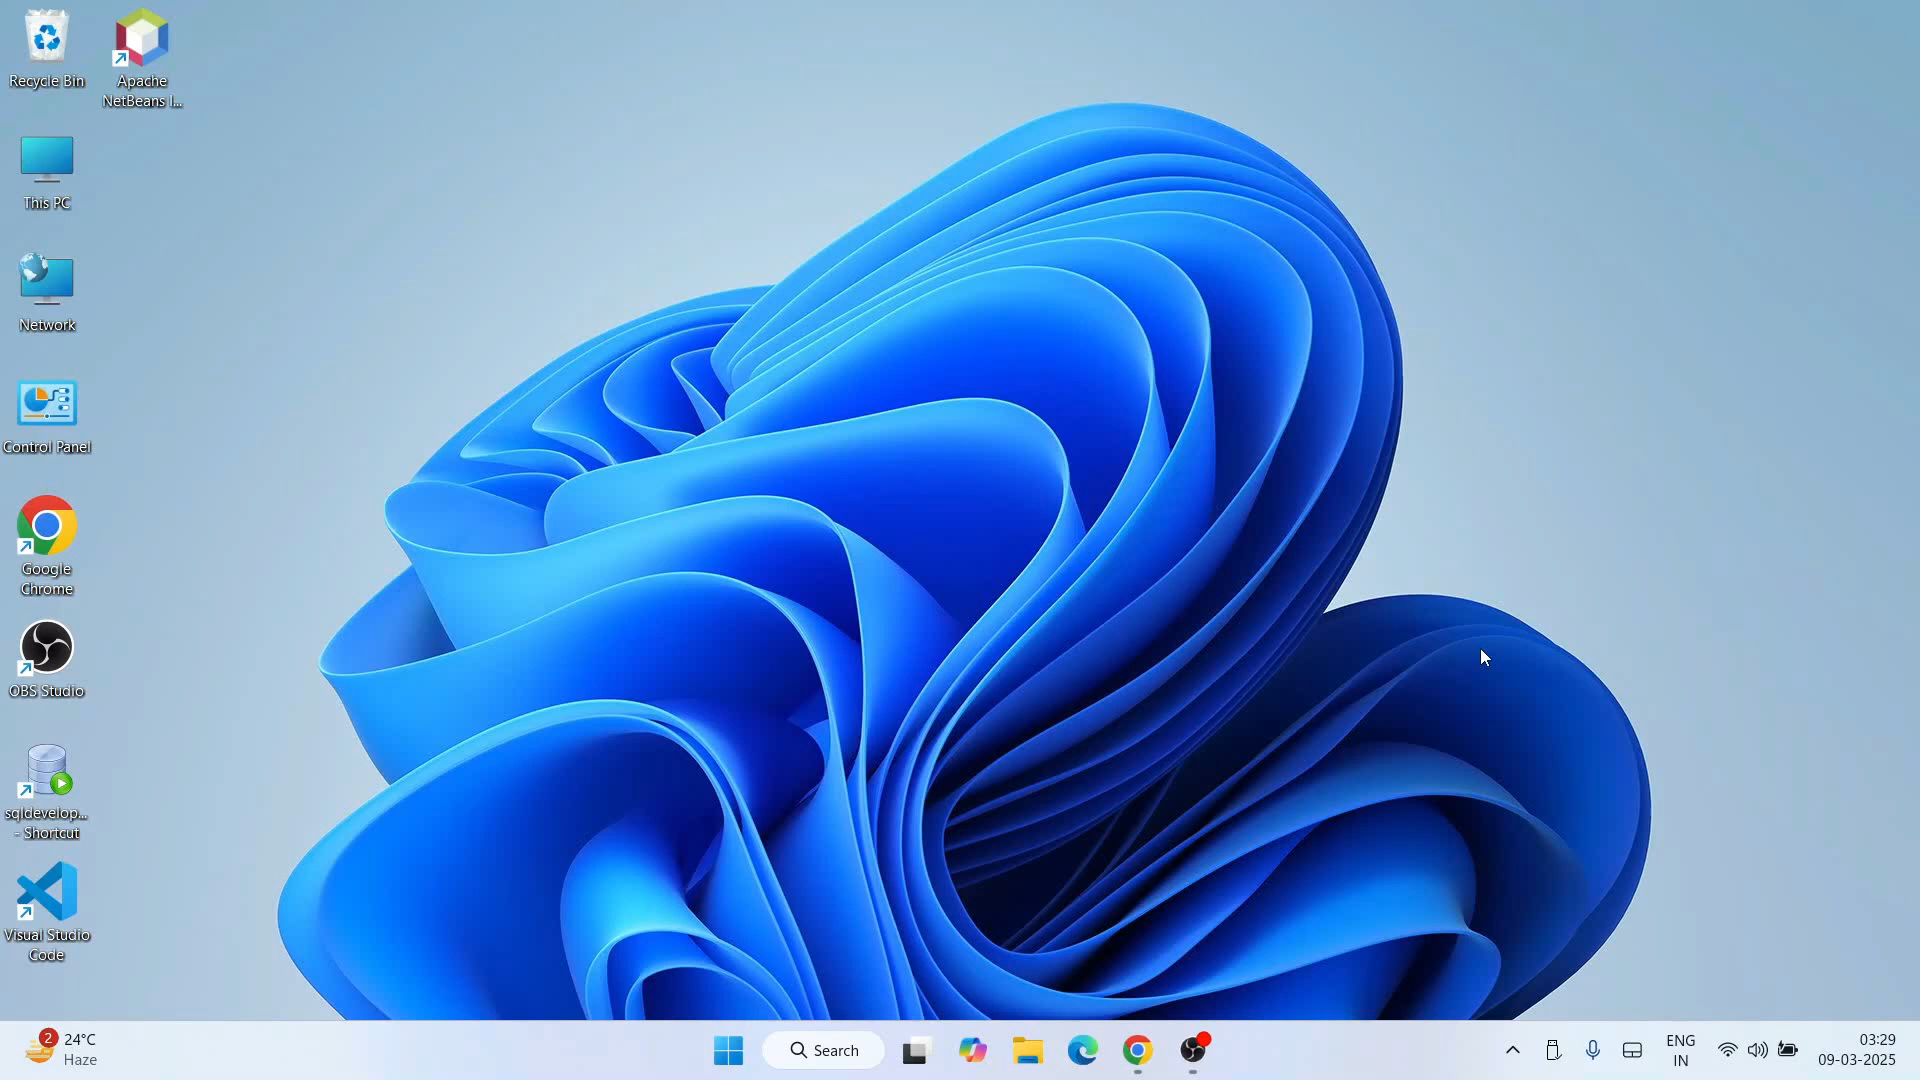 Recycle Bin
Apache
NetBeans I...
This PC
Network
Control Panel
Google
Chrome
OBS Studio
sqldevelop...
- Shortcut
Visual Studio
Code
2
24°C
Haze
Search
ENG
IN
03:29
09-03-2025